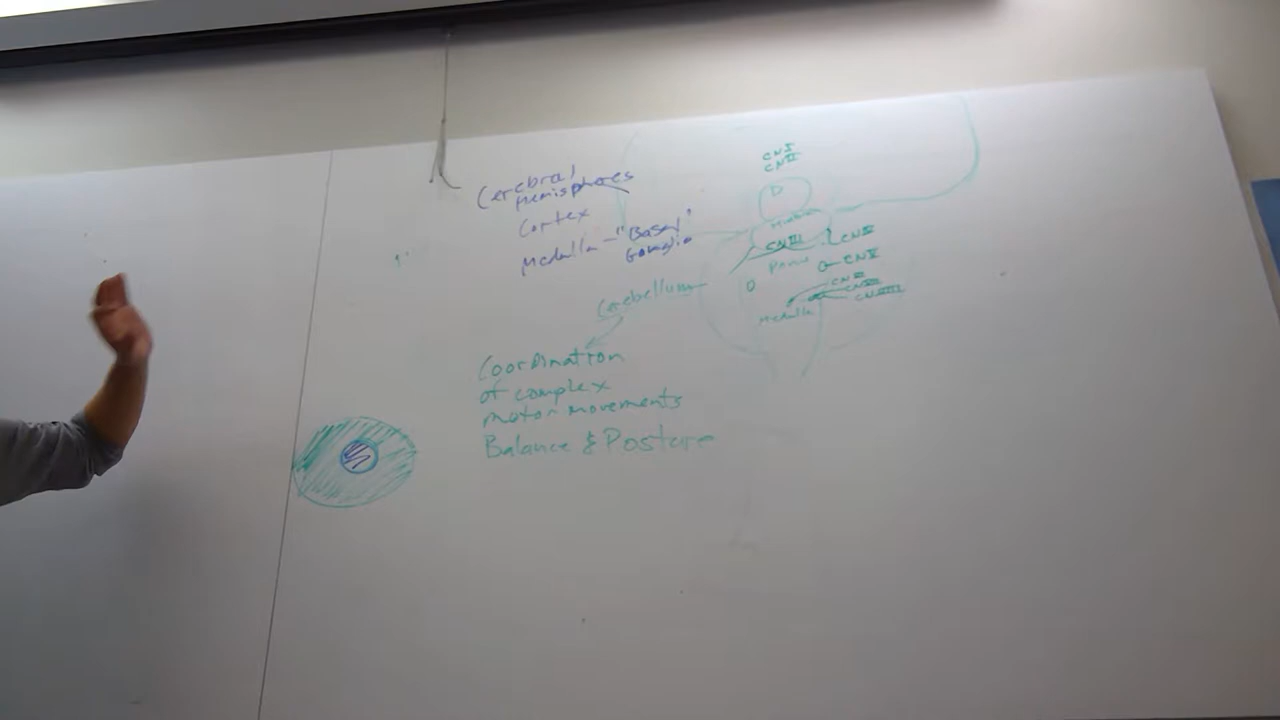 Cerebral
Hemispheres
Cortex
Medulla - "Basal"
Ganglia
Cerebellum
Coordination
of complex
motor movements
Balance & Posture
CN I
CN II
D
CN III
Pons
Medulla